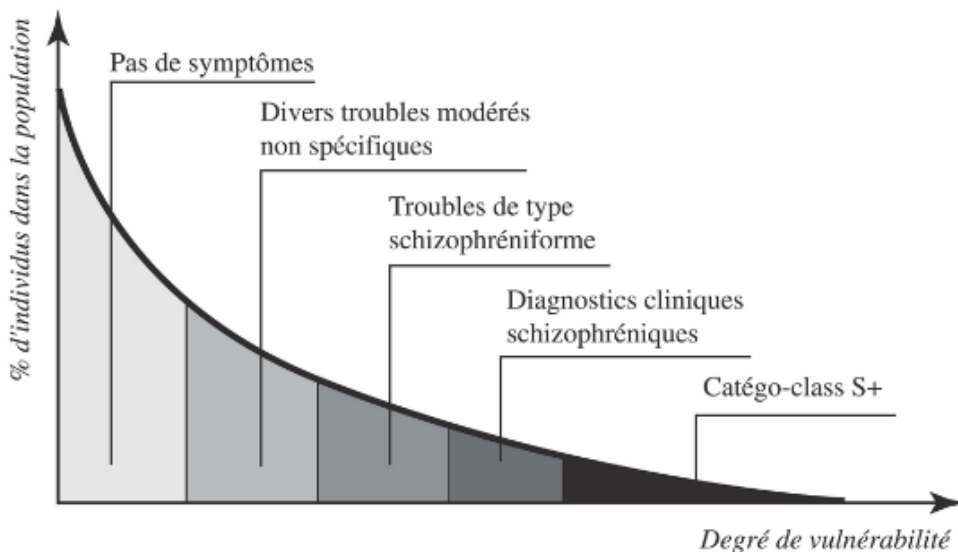 % d'individus dans la population
Pas de symptômes
Divers troubles modérés
non spécifiques
Troubles de type
schizophréniforme
Diagnostics cliniques
schizophréniques
Catégo-class S+
Degré de vulnérabilité